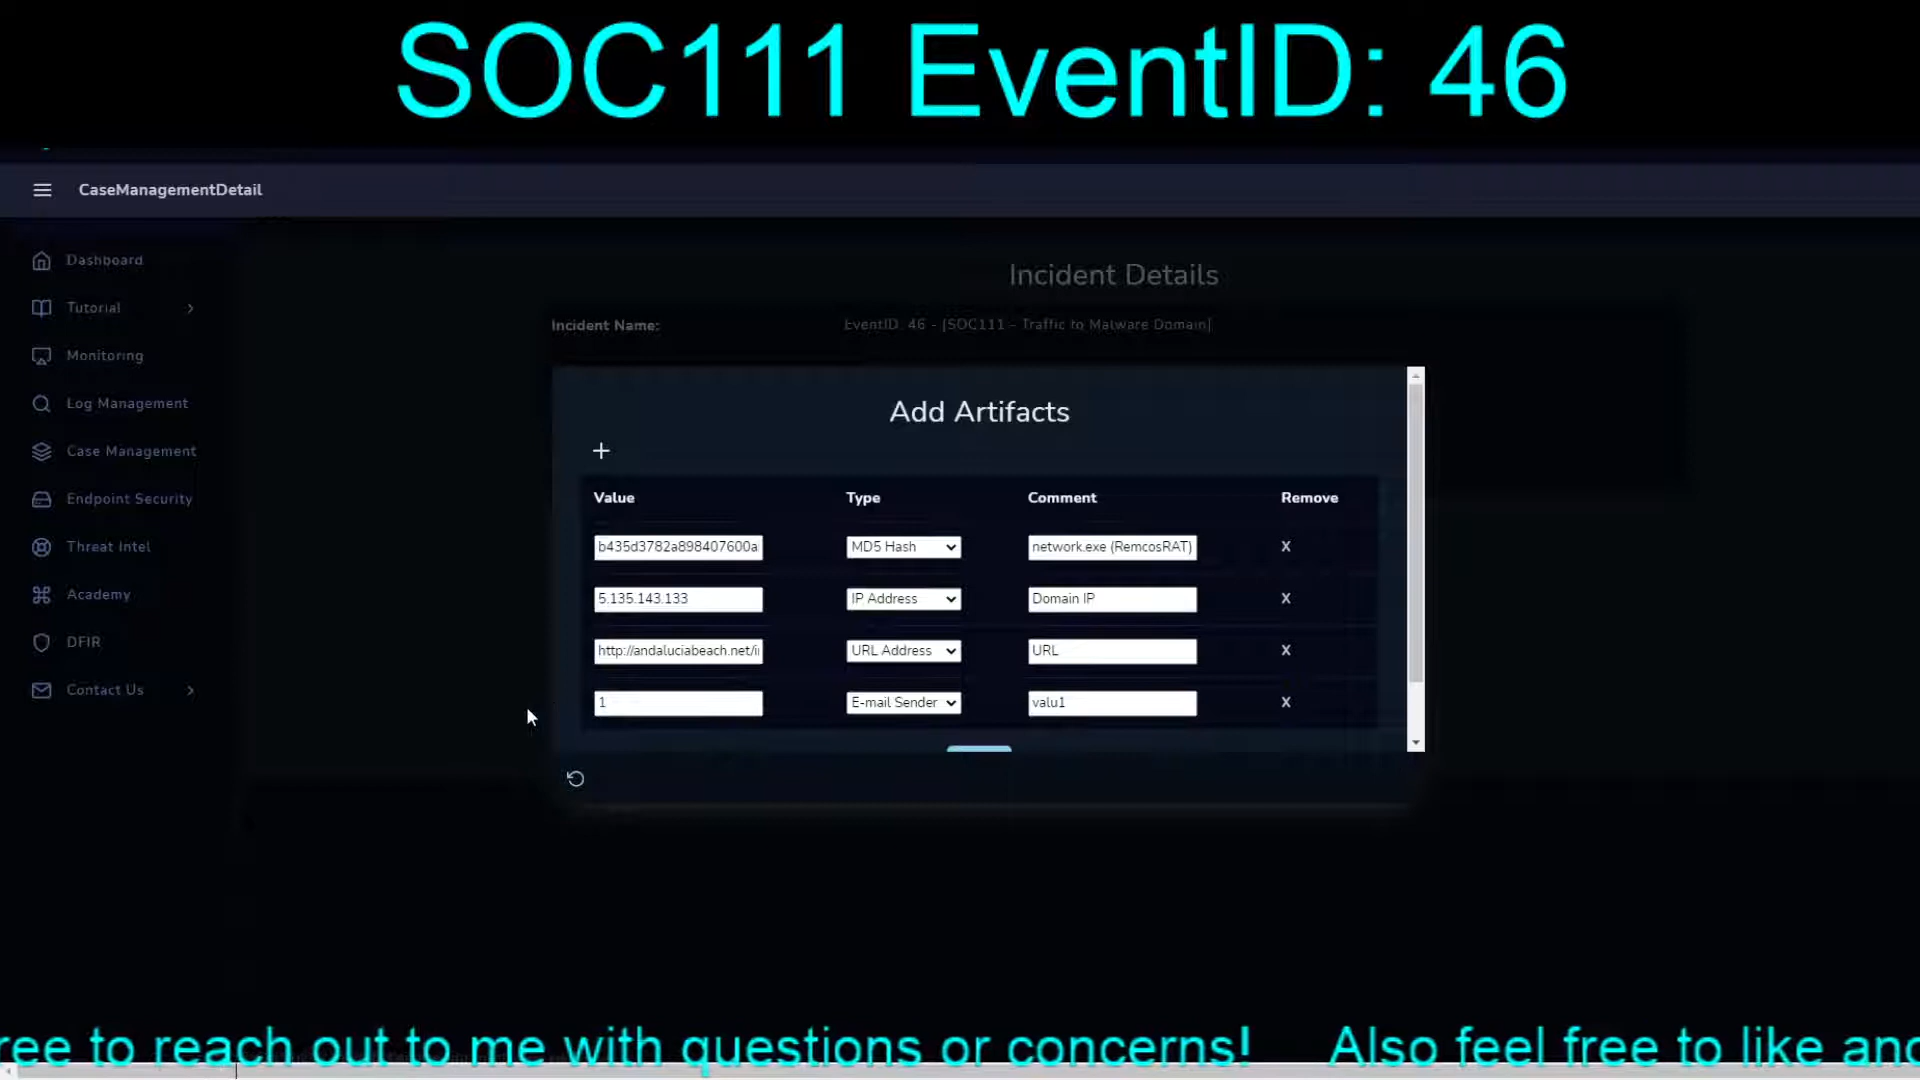 SOC111 EventID: 46
CaseManagementDetail
Dashboard
Tutorial
Monitoring
Log Management
Case Management
Endpoint Security
Threat Intel
Academy
DFIR
Contact Us
Incident Details
Incident Name: EventID: 46 - [SOC111 - Traffic to Malware Domain]
Add Artifacts
+
Value Type Comment Remove
b435d3782a898407600a MD5 Hash network.exe (RemcosRAT) X
5.135.143.133 IP Address Domain IP X
http://andaluciabeach.net/i URL Address URL X
1 E-mail Sender valu1 X
ree to reach out to me with questions or concerns! Also feel free to like and